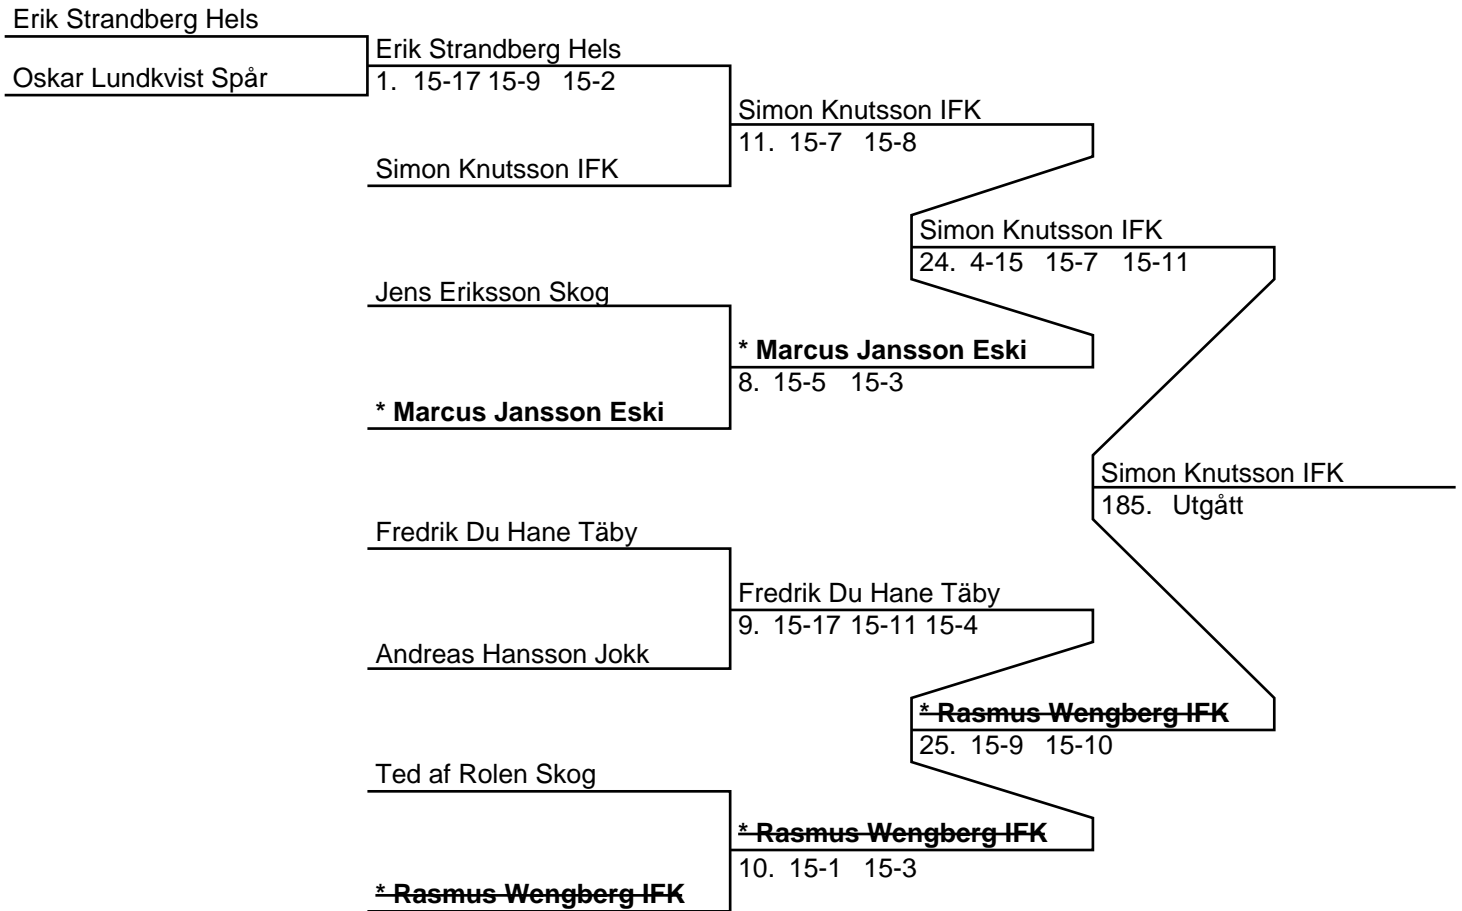 Erik Strandberg Hels
Oskar Lundkvist Spår
Erik Strandberg Hels
1. 15-17 15-9 15-2
Simon Knutsson IFK
Simon Knutsson IFK
11. 15-7 15-8
Jens Eriksson Skog
* Marcus Jansson Eski
* Marcus Jansson Eski
8. 15-5 15-3
Simon Knutsson IFK
24. 4-15 15-7 15-11
Fredrik Du Hane Täby
Andreas Hansson Jokk
Fredrik Du Hane Täby
9. 15-17 15-11 15-4
Ted af Rolen Skog
* Rasmus Wengberg IFK
* Rasmus Wengberg IFK
10. 15-1 15-3
* Rasmus Wengberg IFK
25. 15-9 15-10
Simon Knutsson IFK
185. Utgått